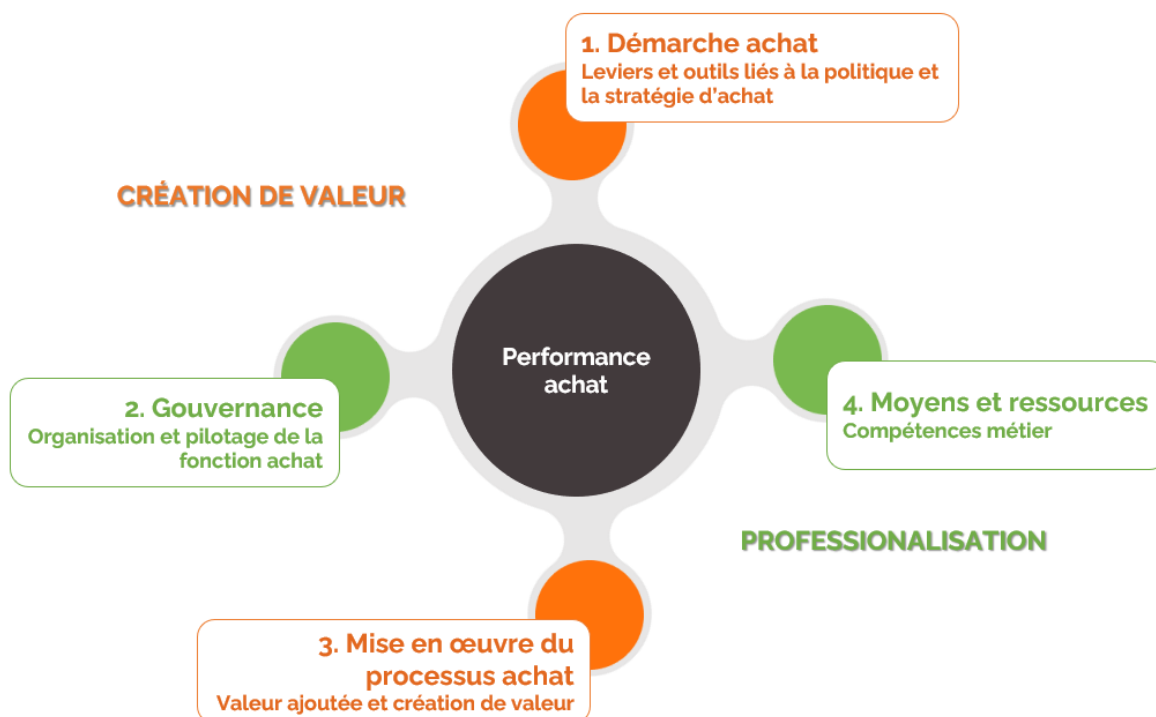 1. Démarche achat
Leviers et outils liés à la politique et
la stratégie d'achat
CRÉATION DE VALEUR
Performance
achat
2. Gouvernance
Organisation et pilotage de la
fonction achat
4. Moyens et ressources
Compétences métier
PROFESSIONALISATION
3. Mise en œuvre du
processus achat
Valeur ajoutée et création de valeur